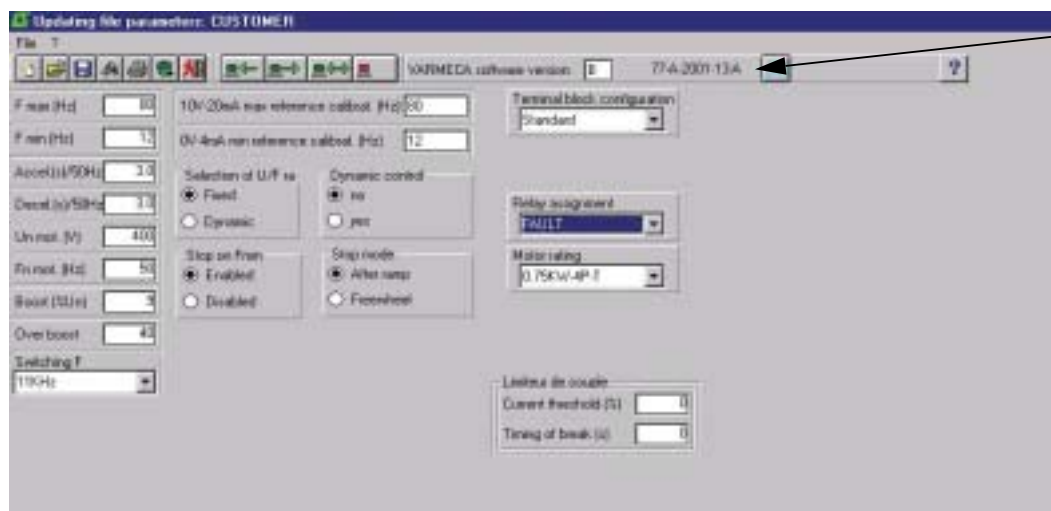 Updating file parameters: CUSTOMER
File ?
VARMECA software version 8 77-A-2001-13-A ?
F max (Hz) 80
F min (Hz) 12
Accel.(s)/50Hz 3.0
Decel.(s)/50Hz 3.0
Un mot. (V) 400
Fn mot. (Hz) 50
Boost (%Un) 9
Over boost 40
Switching f
11KHz
10V-20mA max reference calibrat. (Hz) 80
0V-4mA min reference calibrat. (Hz) 12
Selection of U/F ra
Fixed
Dynamic
Dynamic control
no
yes
Stop on Fmin
Enabled
Disabled
Stop mode
After ramp
Freewheel
Terminal block configuration
Standard
Relay assignment
FAULT
Motor rating
0.75KW-4P-T
Limiteur de couple
Current threshold (%) 0
Timing of break (s) 0